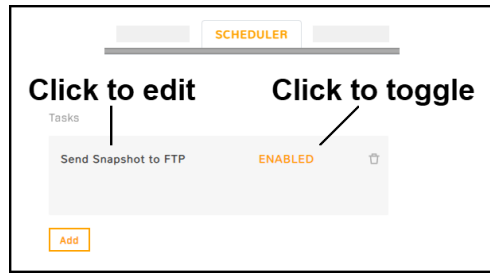 SCHEDULER
Click to edit
Click to toggle
Tasks
Send Snapshot to FTP
ENABLED
Add